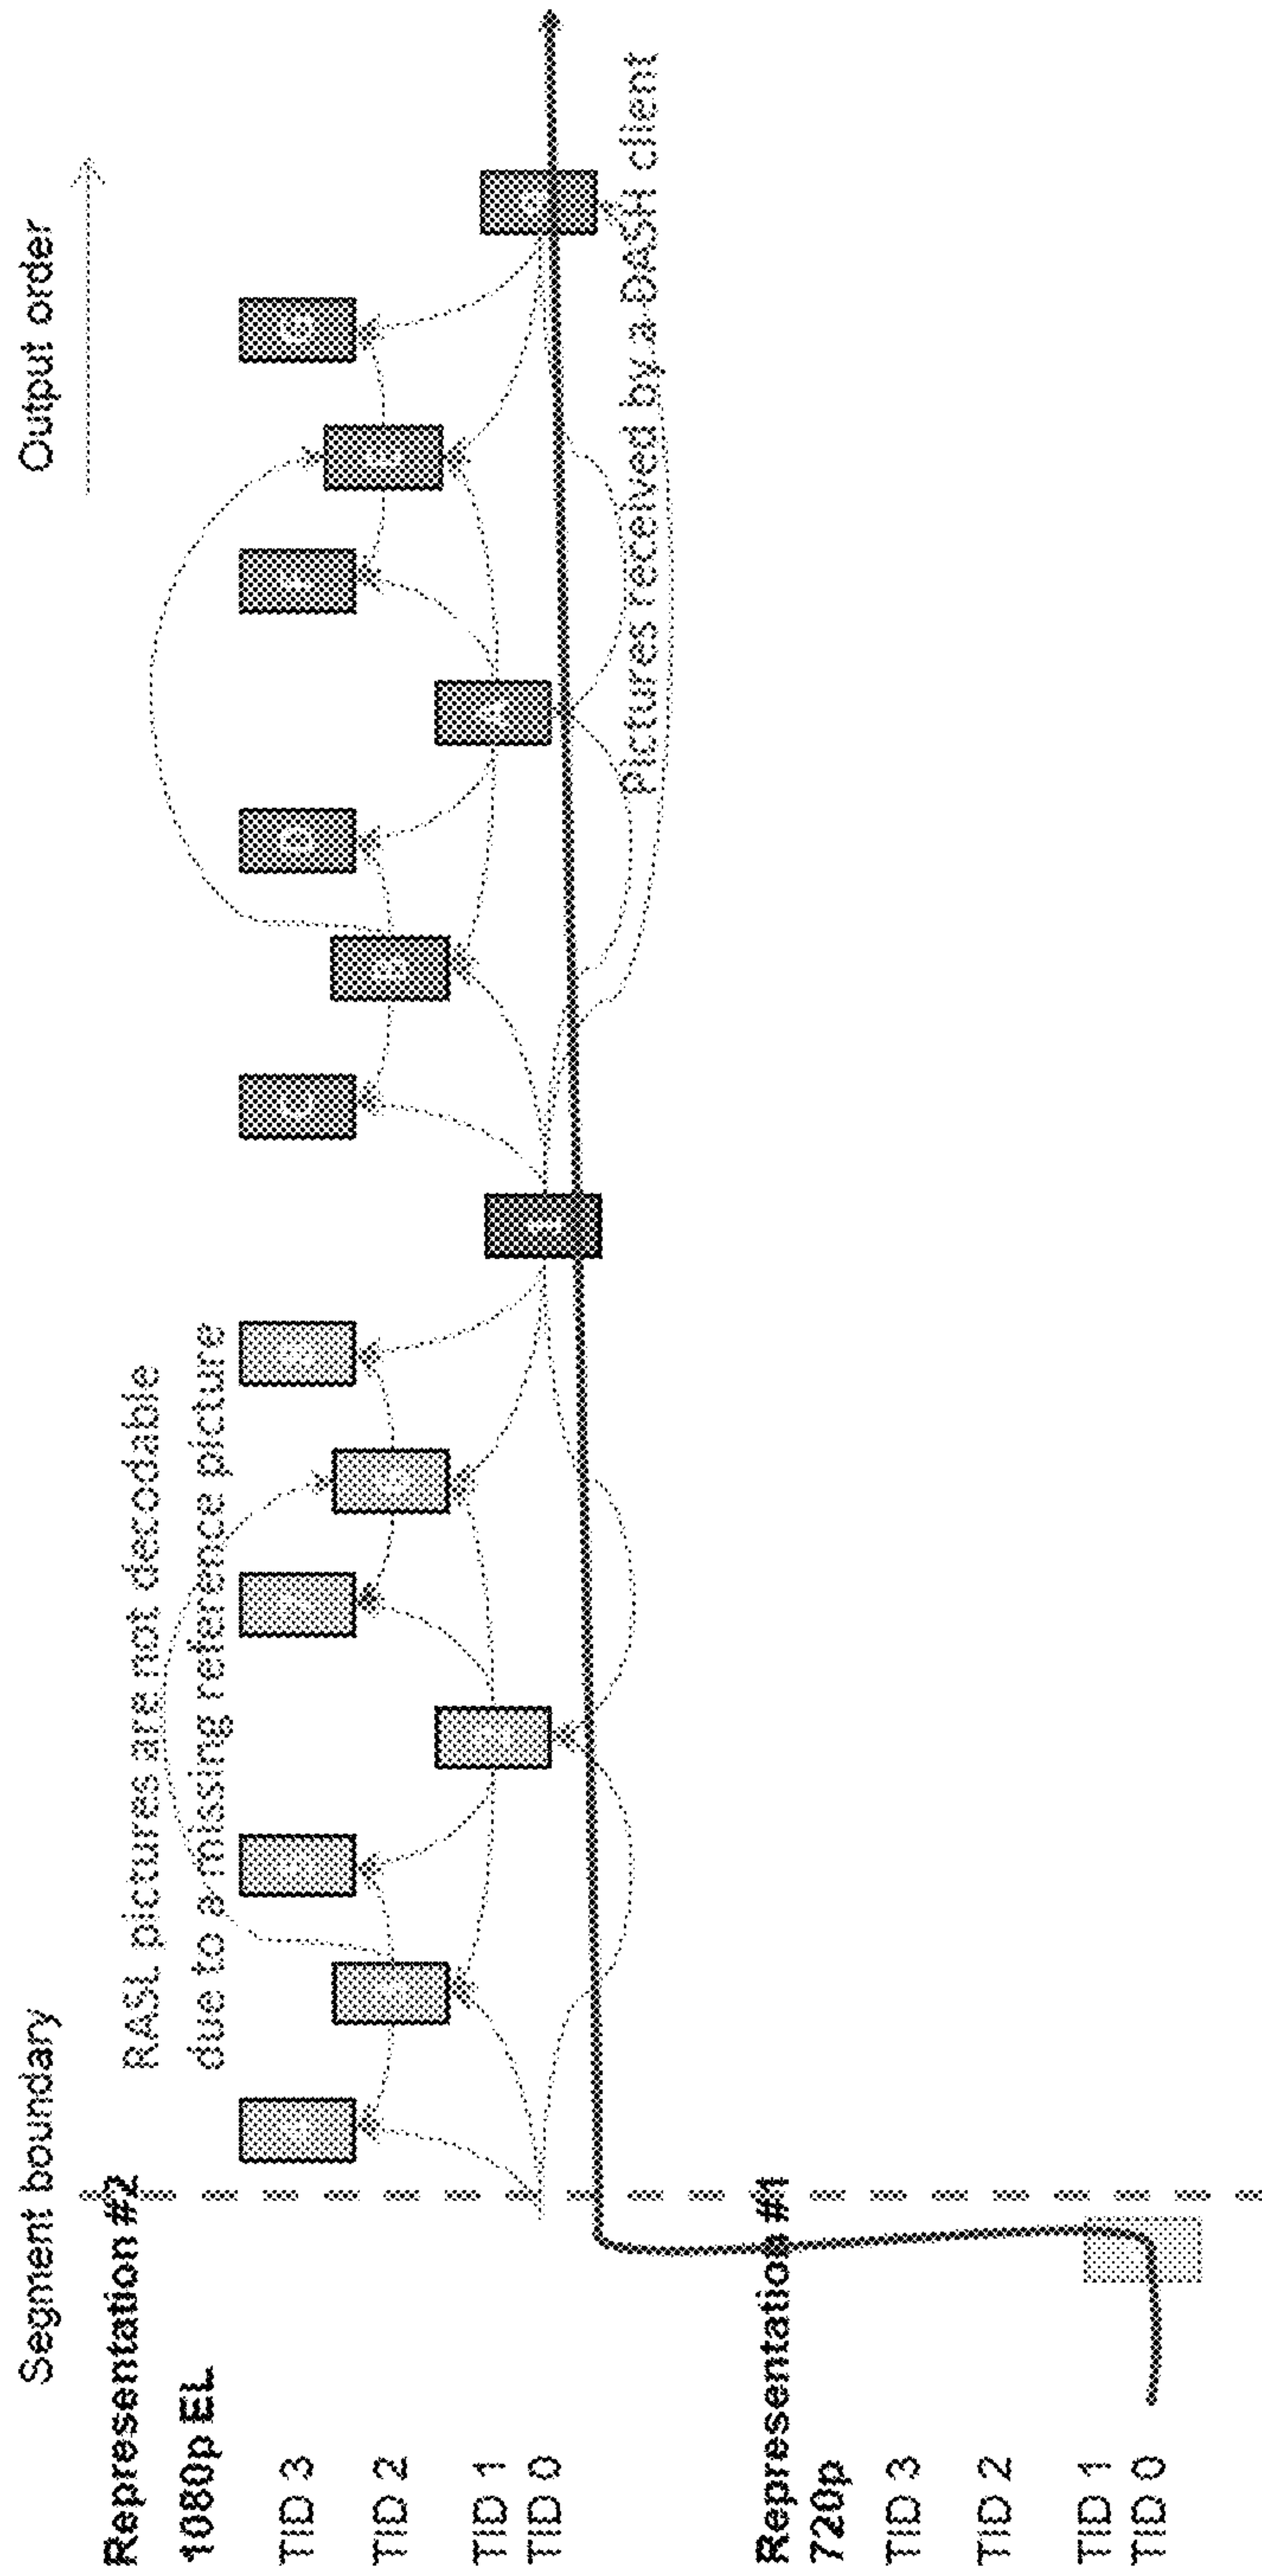 Segment boundary
Output order
Representation #2
1080p EL
RASL pictures are not decodable
due to a missing reference picture
TID 3
TID 2
TID 1
TID 0
C
D
F
G
B
E
A
I
Pictures received by a DASH client
Representation #1
720p
TID 3
TID 2
TID 1
TID 0